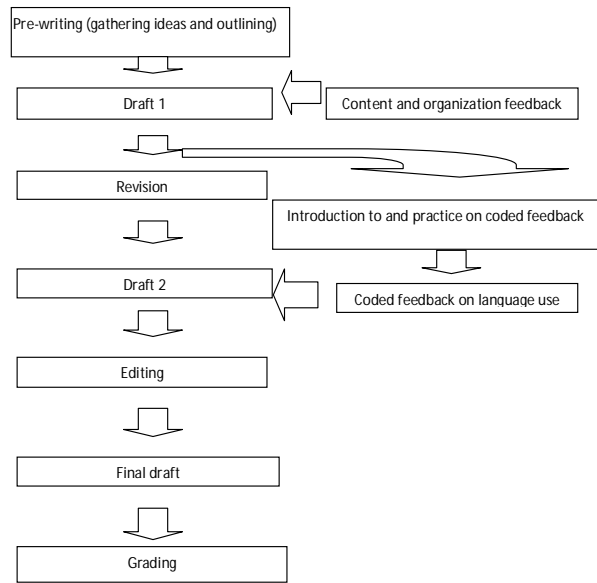 Pre-writing (gathering ideas and outlining)
Draft 1
Content and organization feedback
Revision
Introduction to and practice on coded feedback
Draft 2
Coded feedback on language use
Editing
Final draft
Grading